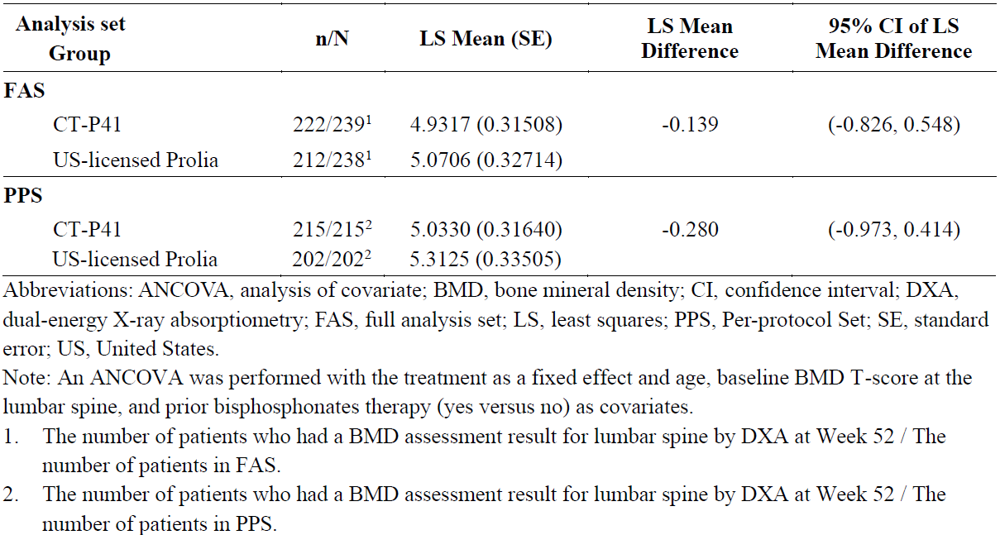 Analysis set Group n/N LS Mean (SE) LS Mean Difference 95% CI of LS Mean Difference
FAS
CT-P41 222/239¹ 4.9317 (0.31508) -0.139 (-0.826, 0.548)
US-licensed Prolia 212/238¹ 5.0706 (0.32714)
PPS
CT-P41 215/215² 5.0330 (0.31640) -0.280 (-0.973, 0.414)
US-licensed Prolia 202/202² 5.3125 (0.33505)
Abbreviations: ANCOVA, analysis of covariate; BMD, bone mineral density; CI, confidence interval; DXA,
dual-energy X-ray absorptiometry; FAS, full analysis set; LS, least squares; PPS, Per-protocol Set; SE, standard
error; US, United States.
Note: An ANCOVA was performed with the treatment as a fixed effect and age, baseline BMD T-score at the
lumbar spine, and prior bisphosphonates therapy (yes versus no) as covariates.
1. The number of patients who had a BMD assessment result for lumbar spine by DXA at Week 52 / The
number of patients in FAS.
2. The number of patients who had a BMD assessment result for lumbar spine by DXA at Week 52 / The
number of patients in PPS.